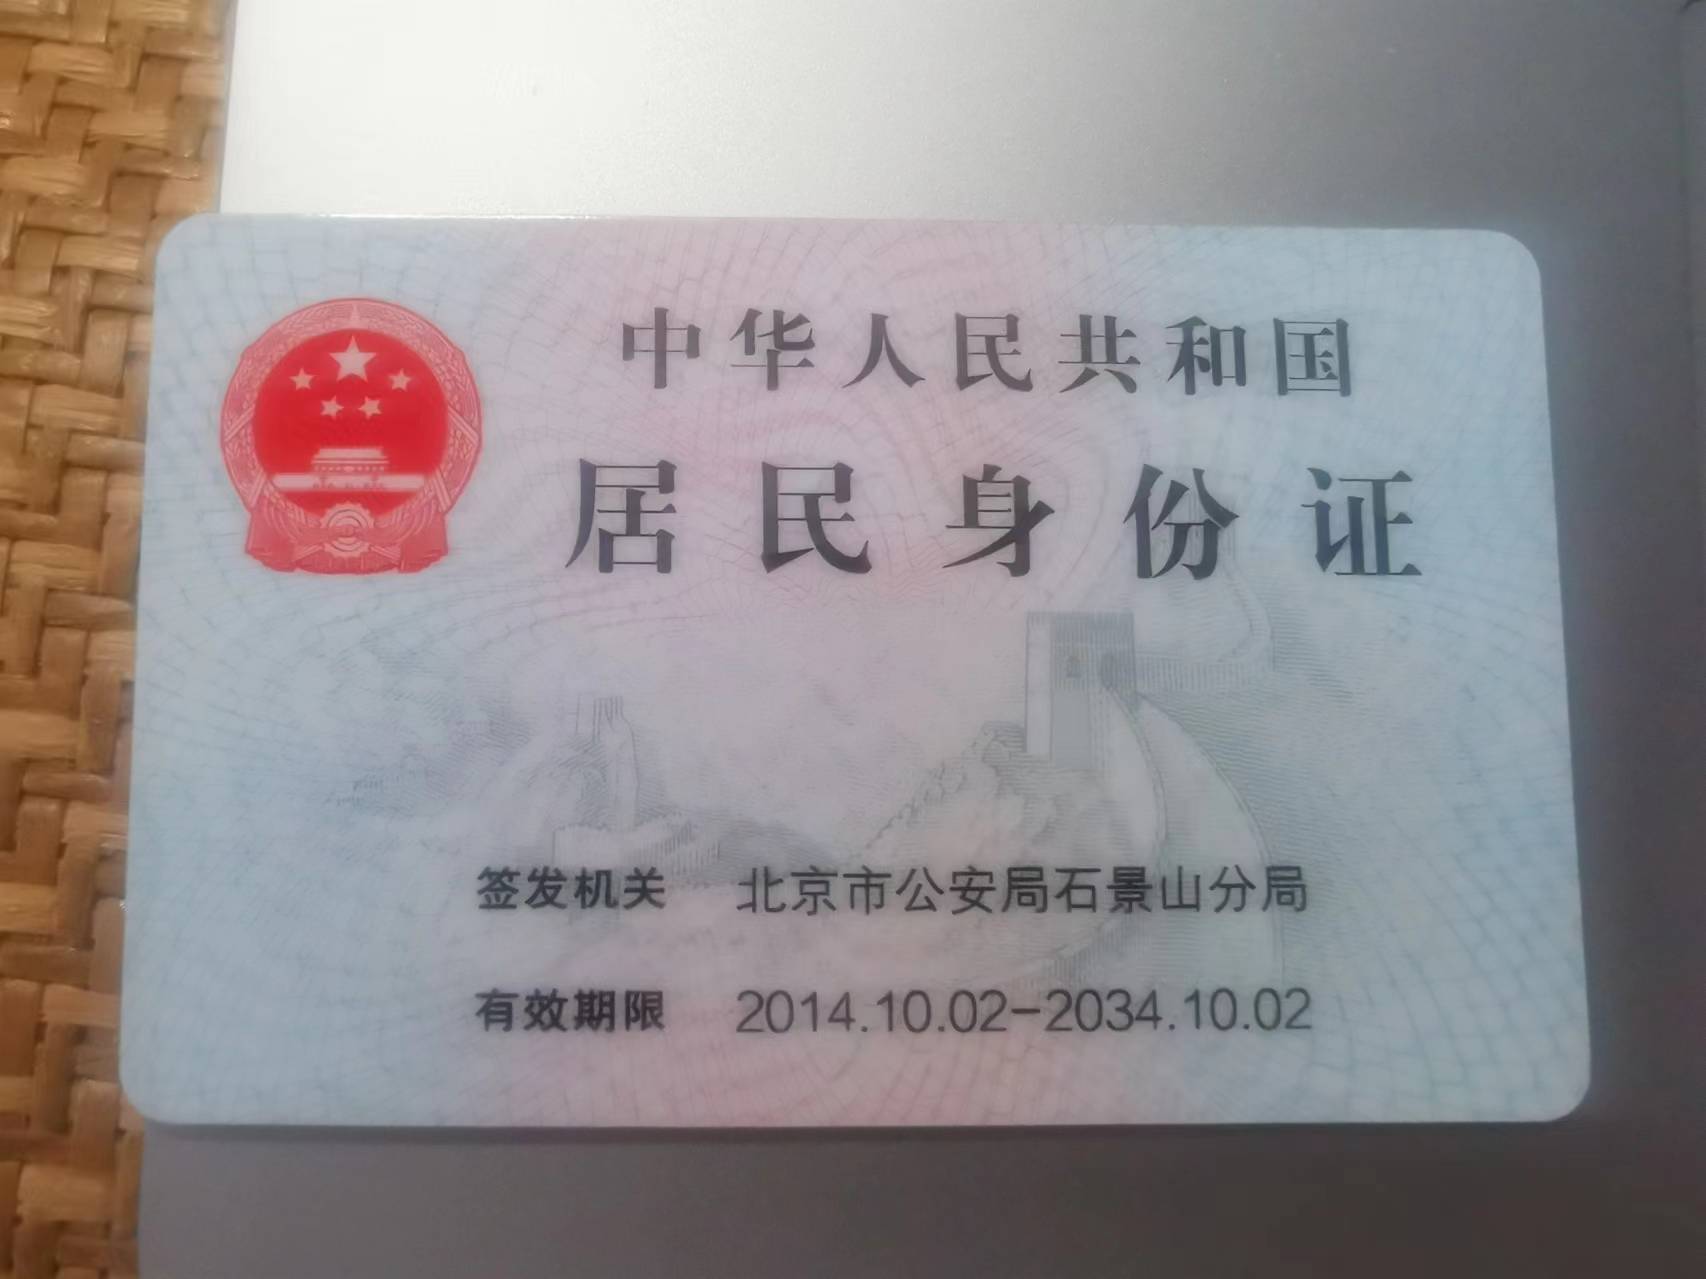 中华人民共和国
居民身份证
签发机关 北京市公安局石景山分局
有效期限 2014.10.02-2034.10.02